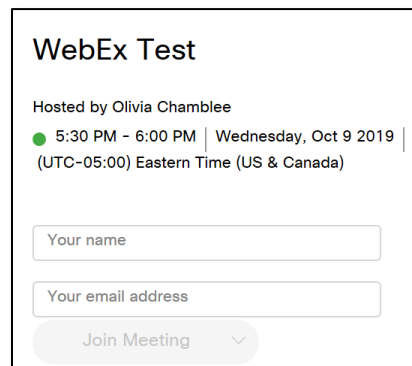 WebEx Test
Hosted by Olivia Chamblee
5:30 PM - 6:00 PM | Wednesday, Oct 9 2019 |
(UTC-05:00) Eastern Time (US & Canada)
Your name
Your email address
Join Meeting